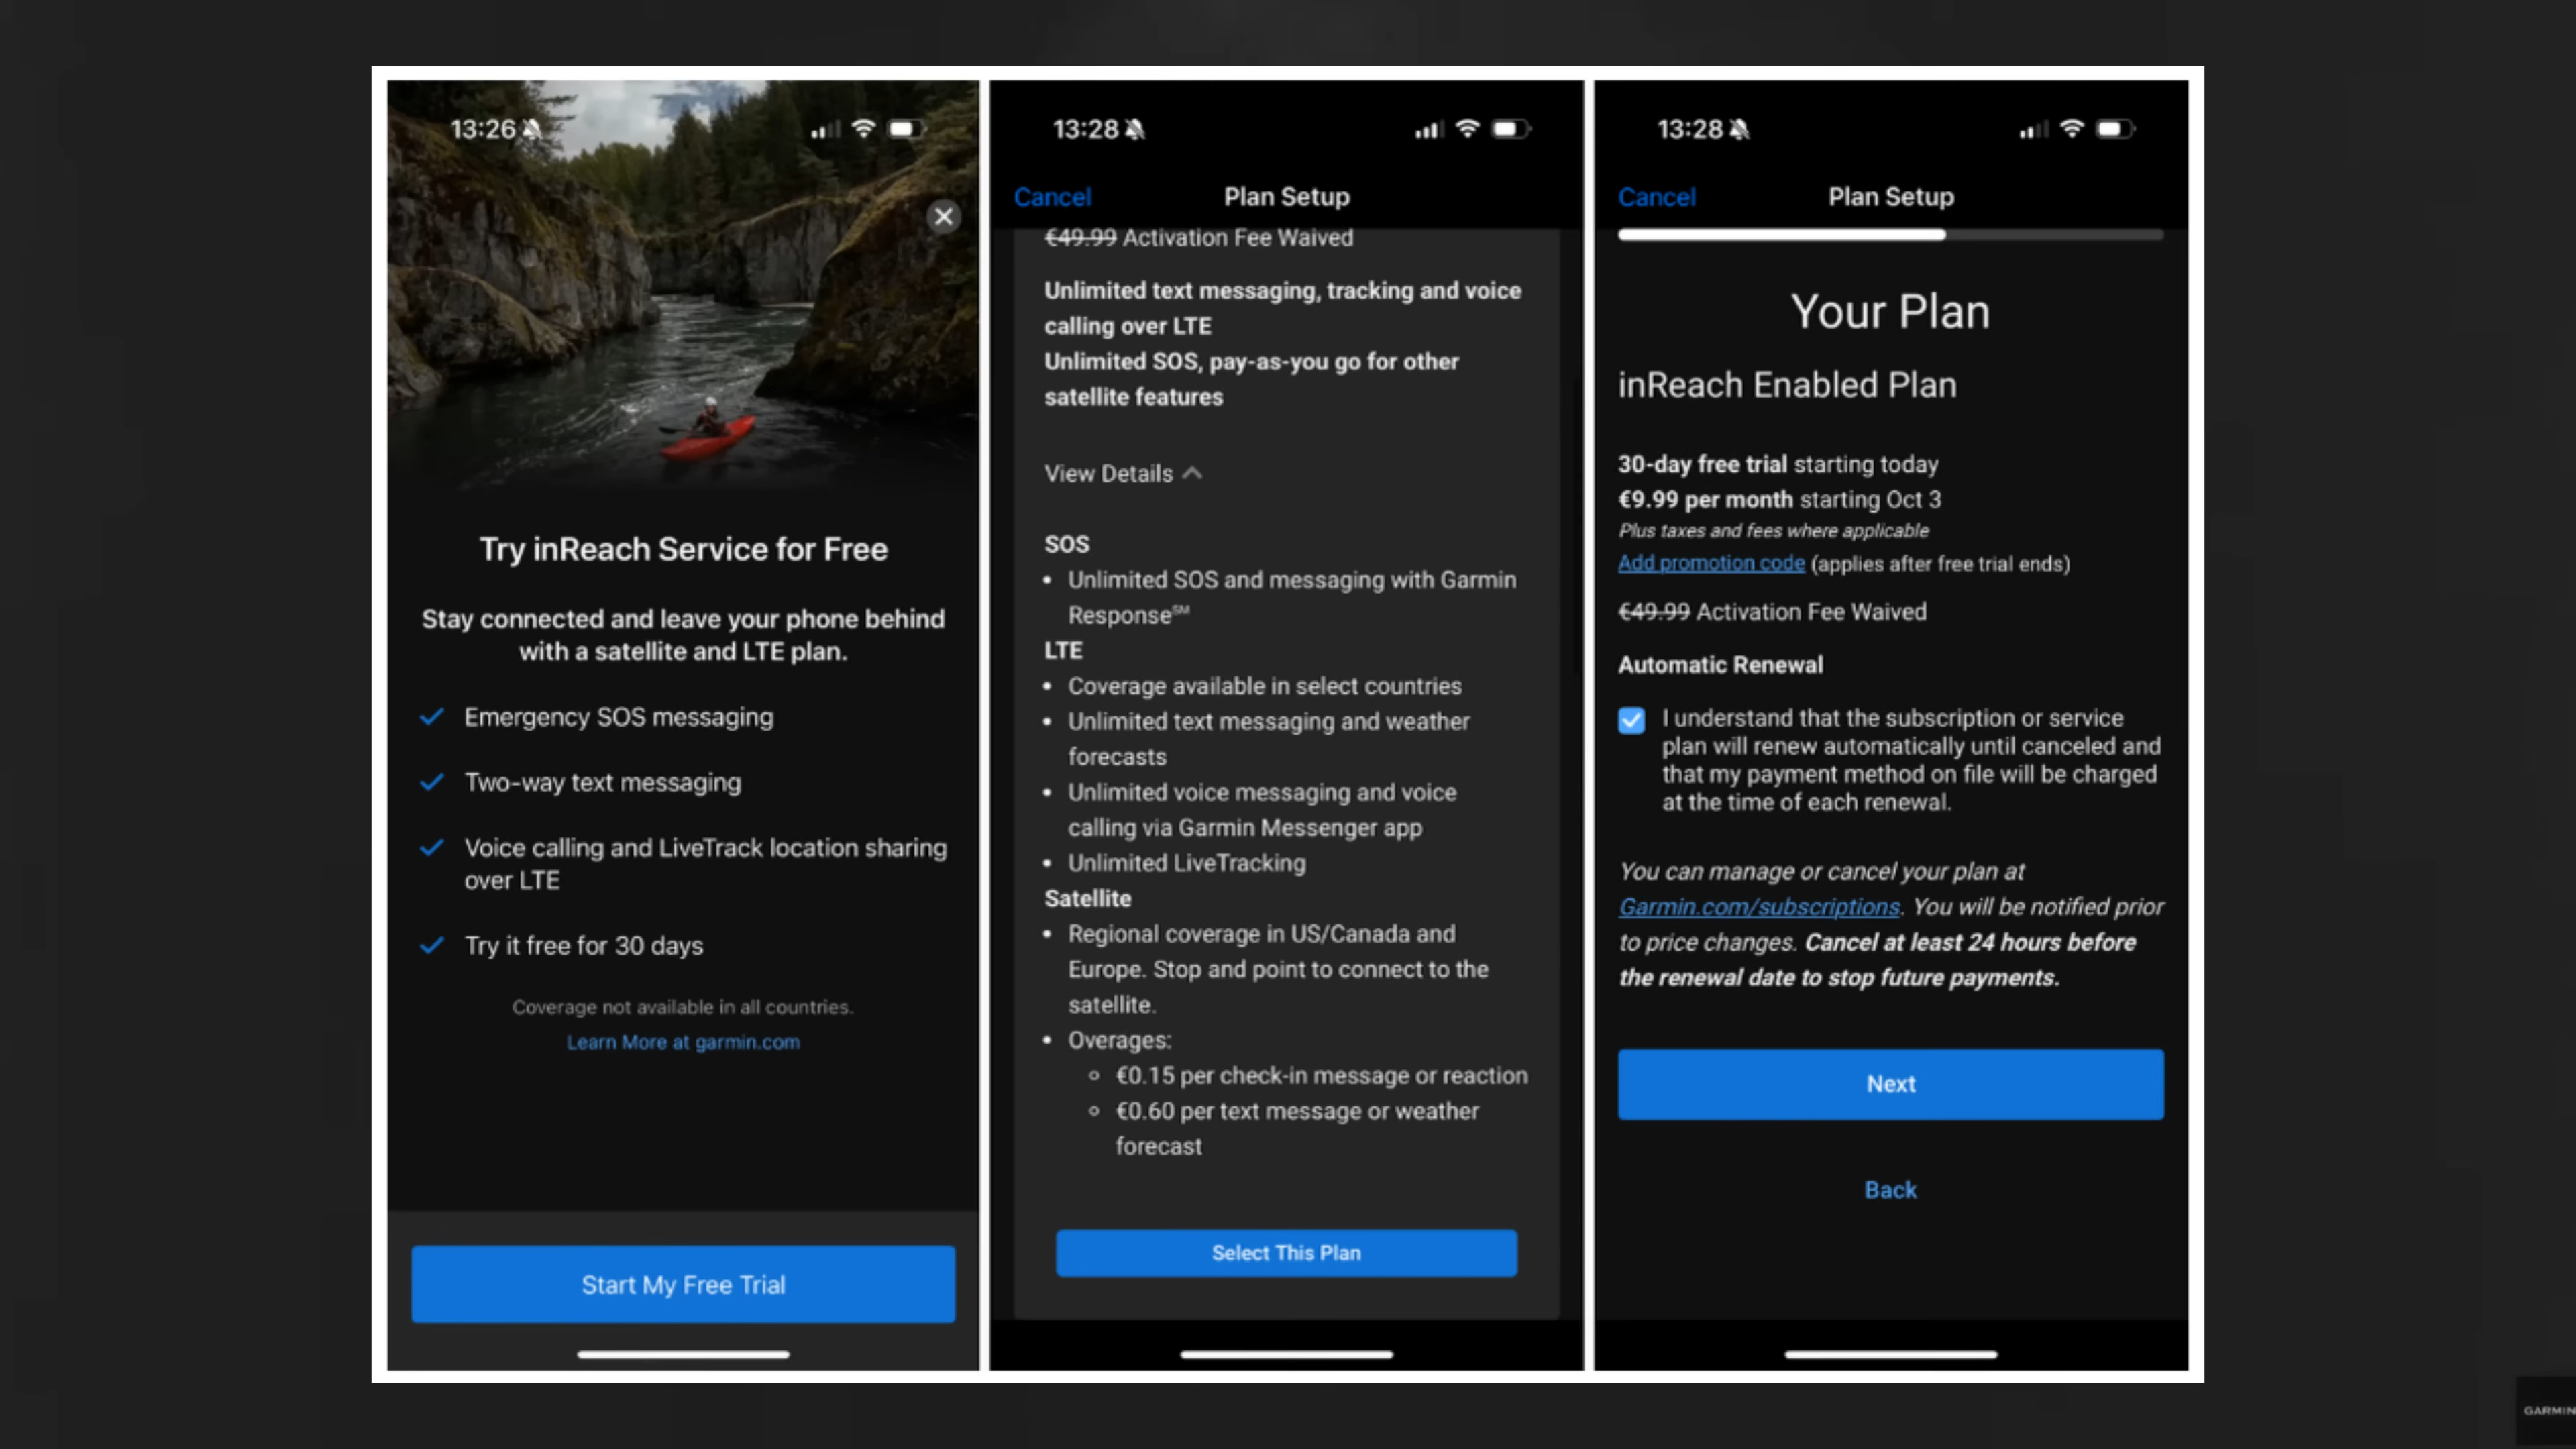 13:26
Try inReach Service for Free
Stay connected and leave your phone behind
with a satellite and LTE plan.
Emergency SOS messaging
Two-way text messaging
Voice calling and LiveTrack location sharing
over LTE
Try it free for 30 days
Coverage not available in all countries.
Learn More at garmin.com
Start My Free Trial
13:28
Cancel
Plan Setup
€49.99 Activation Fee Waived
Unlimited text messaging, tracking and voice
calling over LTE
Unlimited SOS, pay-as-you go for other
satellite features
View Details
SOS
• Unlimited SOS and messaging with Garmin
Response℠
LTE
• Coverage available in select countries
• Unlimited text messaging and weather
forecasts
• Unlimited voice messaging and voice
calling via Garmin Messenger app
• Unlimited LiveTracking
Satellite
• Regional coverage in US/Canada and
Europe. Stop and point to connect to the
satellite.
• Overages:
○ €0.15 per check-in message or reaction
○ €0.60 per text message or weather
forecast
Select This Plan
13:28
Cancel
Plan Setup
Your Plan
inReach Enabled Plan
30-day free trial starting today
€9.99 per month starting Oct 3
Plus taxes and fees where applicable
Add promotion code (applies after free trial ends)
€49.99 Activation Fee Waived
Automatic Renewal
I understand that the subscription or service
plan will renew automatically until canceled and
that my payment method on file will be charged
at the time of each renewal.
You can manage or cancel your plan at
Garmin.com/subscriptions. You will be notified prior
to price changes. Cancel at least 24 hours before
the renewal date to stop future payments.
Next
Back
GARMIN